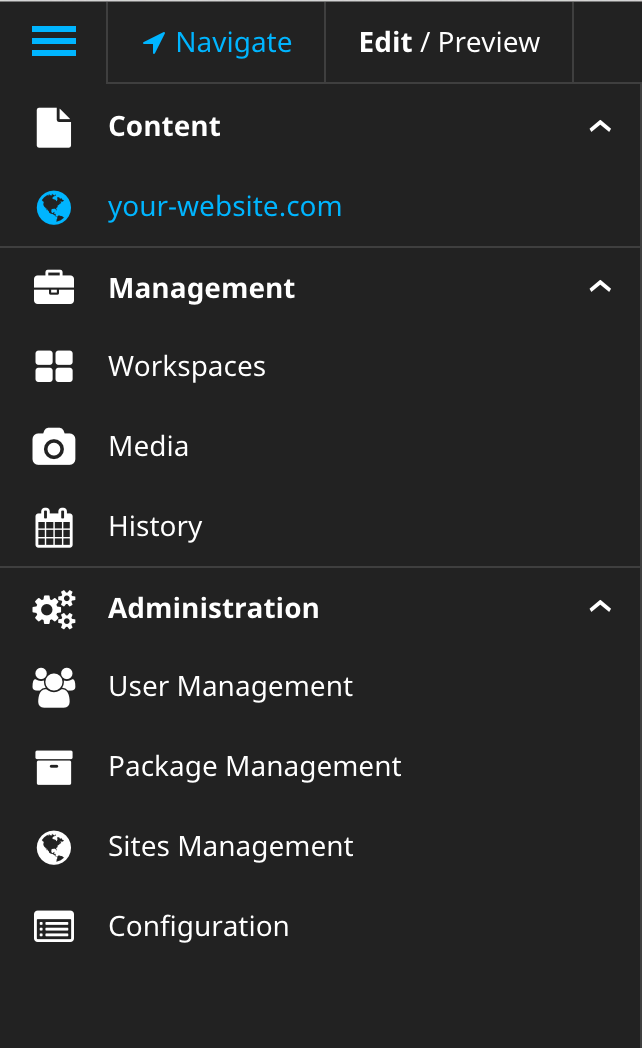 Navigate
Edit / Preview
Content
your-website.com
Management
Workspaces
Media
History
Administration
User Management
Package Management
Sites Management
Configuration